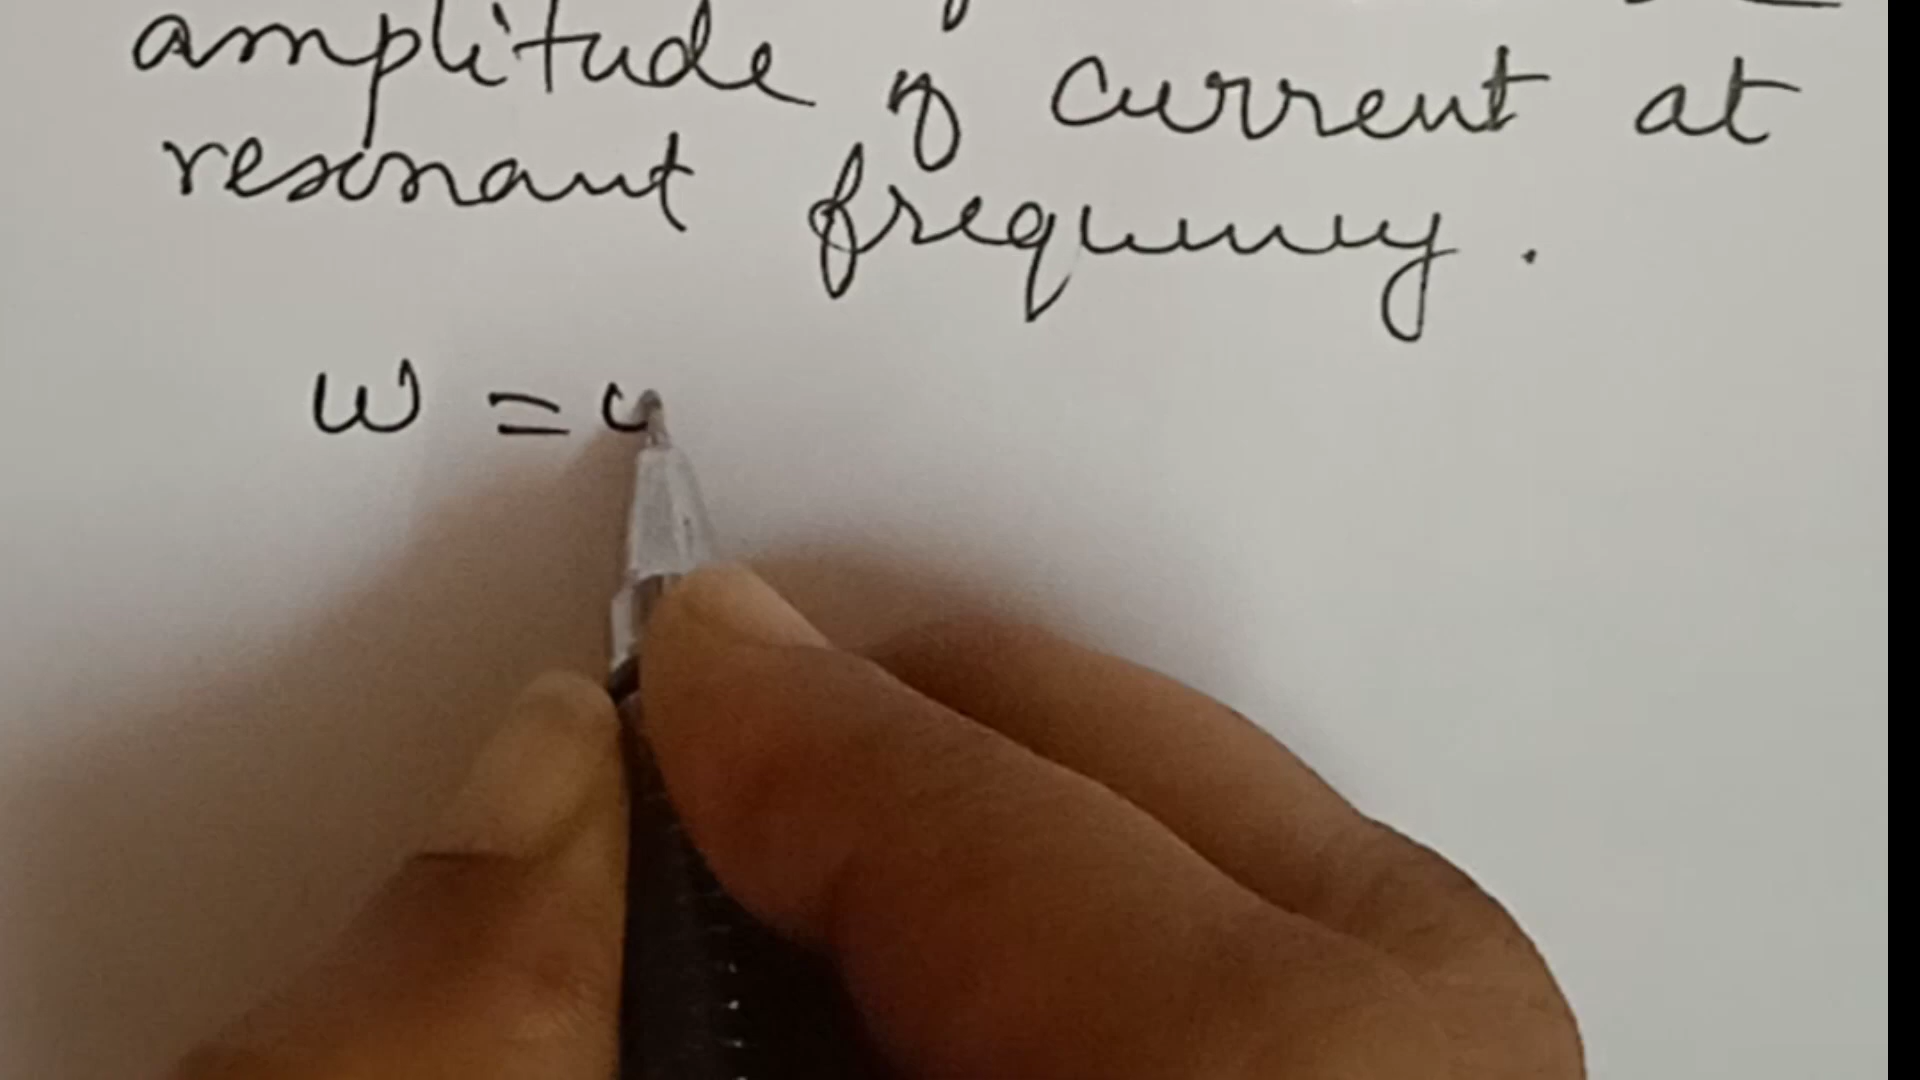 amplitude of current at
resonant frequency.
ω =